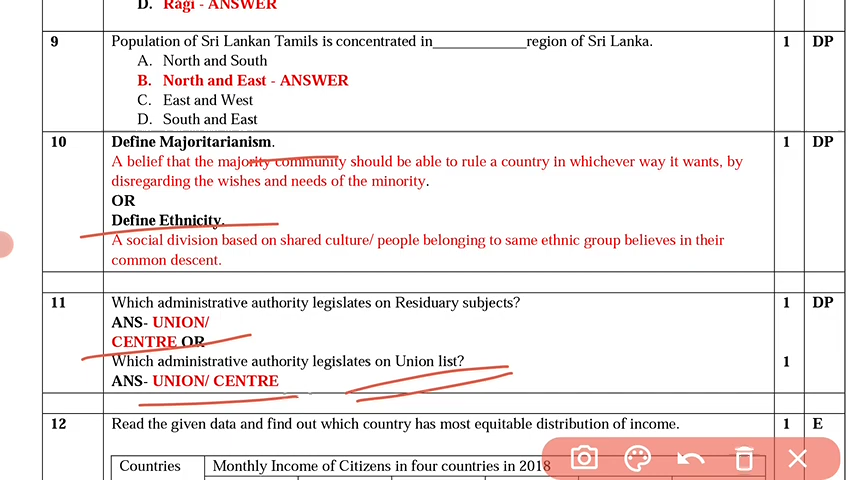 D. Ragi - ANSWER
9 Population of Sri Lankan Tamils is concentrated in____________region of Sri Lanka. 1 DP
A. North and South
B. North and East - ANSWER
C. East and West
D. South and East
10 Define Majoritarianism. 1 DP
A belief that the majority community should be able to rule a country in whichever way it wants, by
disregarding the wishes and needs of the minority.
OR
Define Ethnicity.
A social division based on shared culture/ people belonging to same ethnic group believes in their
common descent.
11 Which administrative authority legislates on Residuary subjects? 1 DP
ANS- UNION/
CENTRE OR
Which administrative authority legislates on Union list? 1
ANS- UNION/ CENTRE
12 Read the given data and find out which country has most equitable distribution of income. 1 E
Countries Monthly Income of Citizens in four countries in 2018